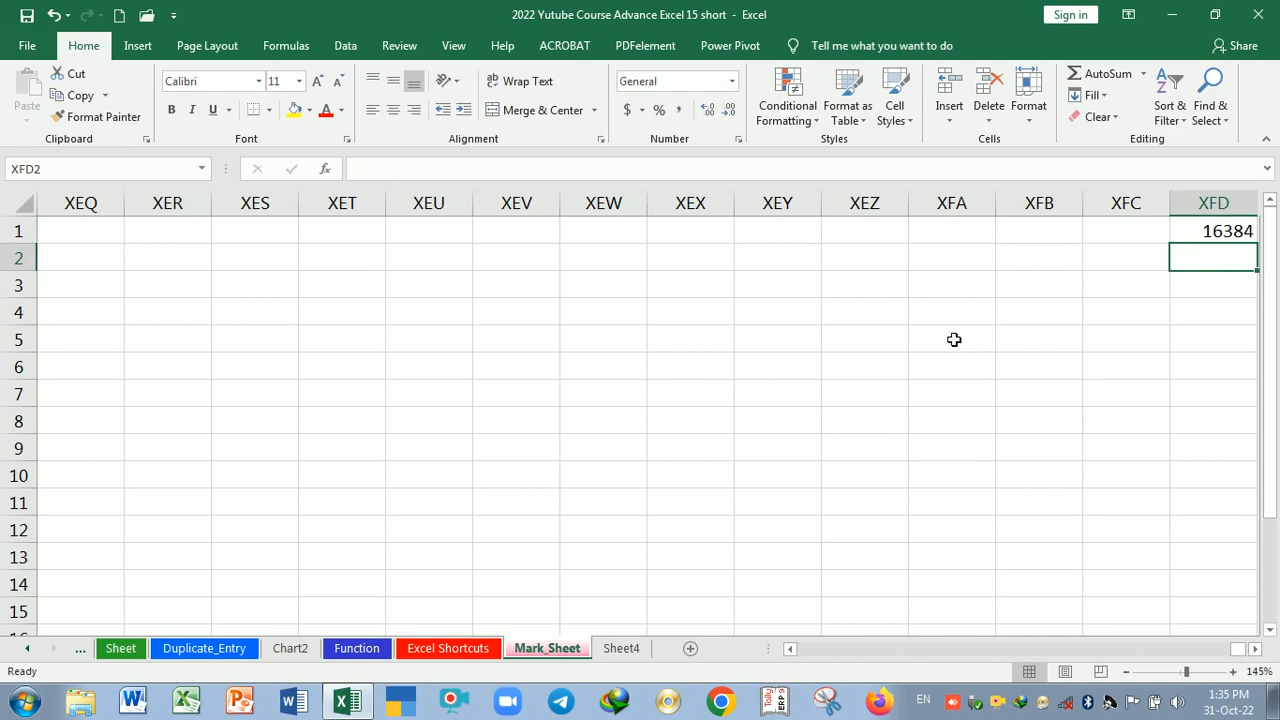 2022 Yutube Course Advance Excel 15 short - Excel
Sign in
File Home Insert Page Layout Formulas Data Review View Help ACROBAT PDFelement Power Pivot Tell me what you want to do Share
Paste Cut Copy Format Painter Clipboard
Calibri 11 B I U A A A Font
ab Wrap Text Merge & Center Alignment
General $ % , Number
Conditional Formatting Format as Table Cell Styles Styles
Insert Delete Format Cells
AutoSum Fill Clear Sort & Filter Find & Select Editing
XFD2 fx
XEQ XER XES XET XEU XEV XEW XEX XEY XEZ XFA XFB XFC XFD
1 16384
2
3
4
5
6
7
8
9
10
11
12
13
14
15
... Sheet Duplicate_Entry Chart2 Function Excel Shortcuts Mark_Sheet Sheet4
Ready 145%
EN 1:35 PM
31-Oct-22